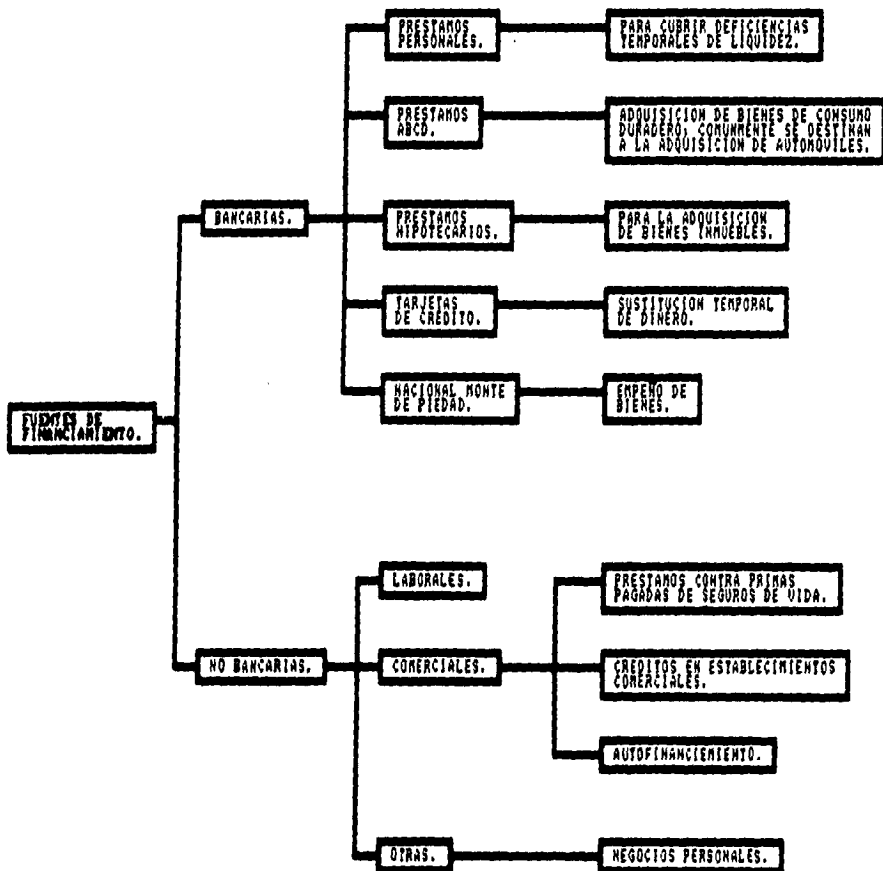 PRESTAMOS
PERSONALES.
PARA CUBRIR DEFICIENCIAS
TEMPORALES DE LIQUIDEZ.
PRESTAMOS
ABCD.
ADQUISICION DE BIENES DE CONSUMO
DURADERO, COMUNMENTE SE DESTINAN
A LA ADQUISICION DE AUTOMOVILES.
BANCARIAS.
PRESTAMOS
HIPOTECARIOS.
PARA LA ADQUISICION
DE BIENES INMUEBLES.
TARJETAS
DE CREDITO.
SUSTITUCION TEMPORAL
DE DINERO.
NACIONAL MONTE
DE PIEDAD.
EMPEÑO DE
BIENES.
FUENTES DE
FINANCIAMIENTO.
LABORALES.
PRESTAMOS CONTRA PRIMAS
PAGADAS DE SEGUROS DE VIDA.
NO BANCARIAS.
COMERCIALES.
CREDITOS EN ESTABLECIMIENTOS
COMERCIALES.
AUTOFINANCIEMIENTO.
OTRAS.
NEGOCIOS PERSONALES.